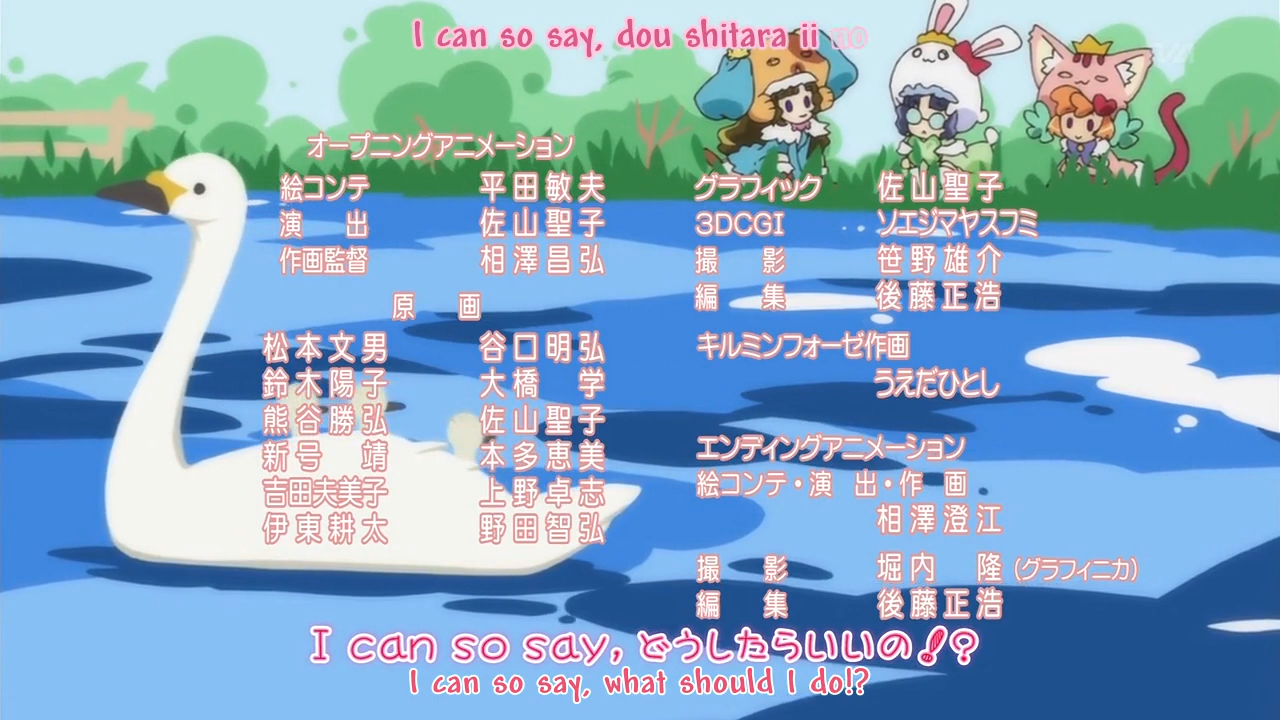 I can so say, dou shitara ii no
オープニングアニメーション
絵コンテ 平田敏夫
演 出 佐山聖子
作画監督 相澤昌弘
原 画
松本文男 谷口明弘
鈴木陽子 大橋 学
熊谷勝弘 佐山聖子
新号 靖 本多恵美
吉田夫美子 上野卓志
伊東耕太 野田智弘
グラフィック 佐山聖子
3DCGI ソエジマヤスフミ
撮 影 笹野雄介
編 集 後藤正浩
キルミンフォーゼ作画
うえだひとし
エンディングアニメーション
絵コンテ・演 出・作 画
相澤澄江
撮 影 堀内 隆 (グラフィニカ)
編 集 後藤正浩
I can so say, どうしたらいいの!?
I can so say, what should I do!?